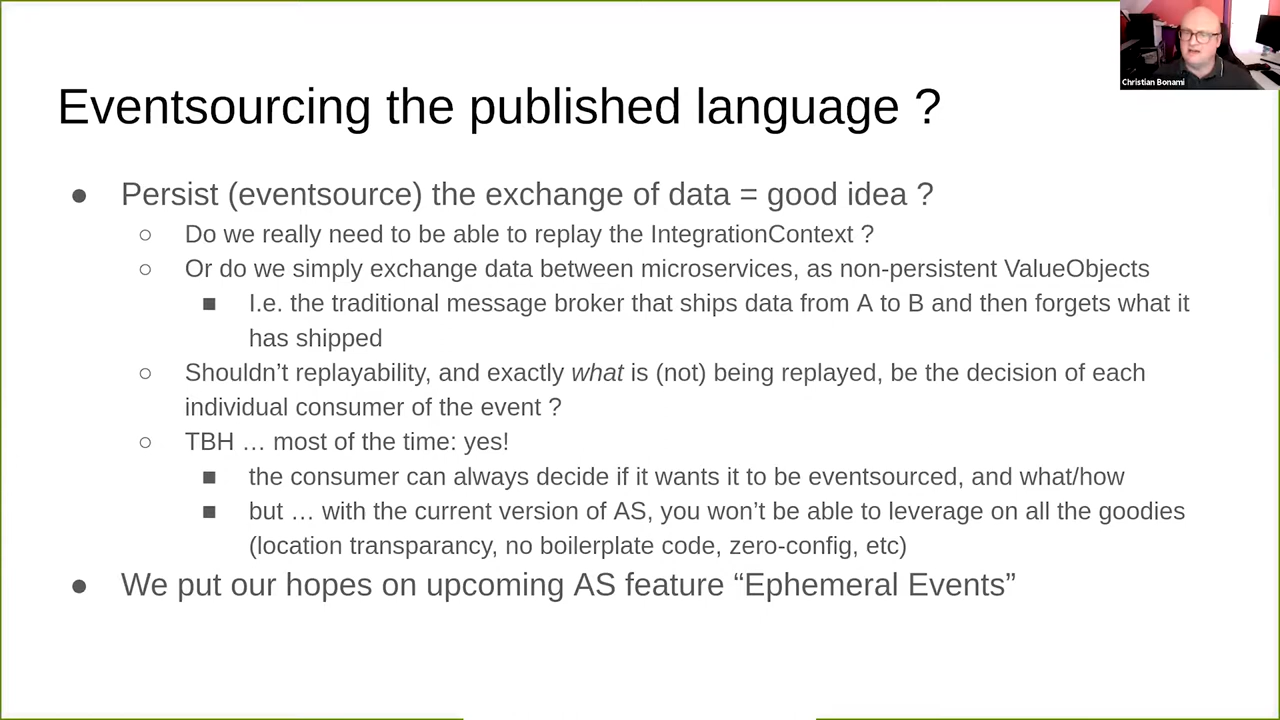 Christian Bonami
Eventsourcing the published language ?
● Persist (eventsource) the exchange of data = good idea ?
○ Do we really need to be able to replay the IntegrationContext ?
○ Or do we simply exchange data between microservices, as non-persistent ValueObjects
■ I.e. the traditional message broker that ships data from A to B and then forgets what it
has shipped
○ Shouldn’t replayability, and exactly what is (not) being replayed, be the decision of each
individual consumer of the event ?
○ TBH … most of the time: yes!
■ the consumer can always decide if it wants it to be eventsourced, and what/how
■ but … with the current version of AS, you won’t be able to leverage on all the goodies
(location transparancy, no boilerplate code, zero-config, etc)
● We put our hopes on upcoming AS feature “Ephemeral Events”